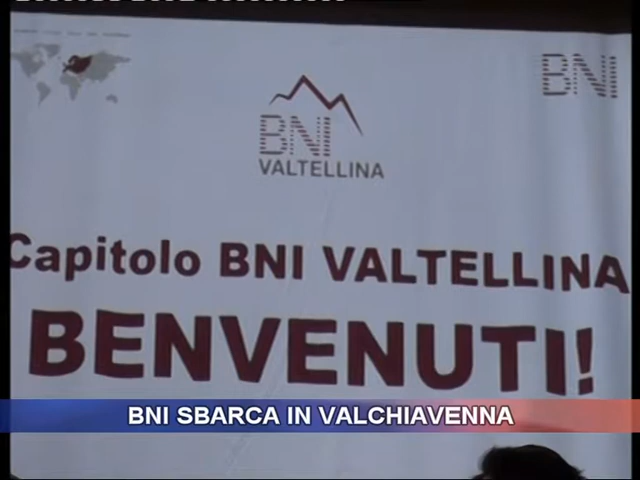 BNI
BNI
VALTELLINA
Capitolo BNI VALTELLINA
BENVENUTI!
BNI SBARCA IN VALCHIAVENNA